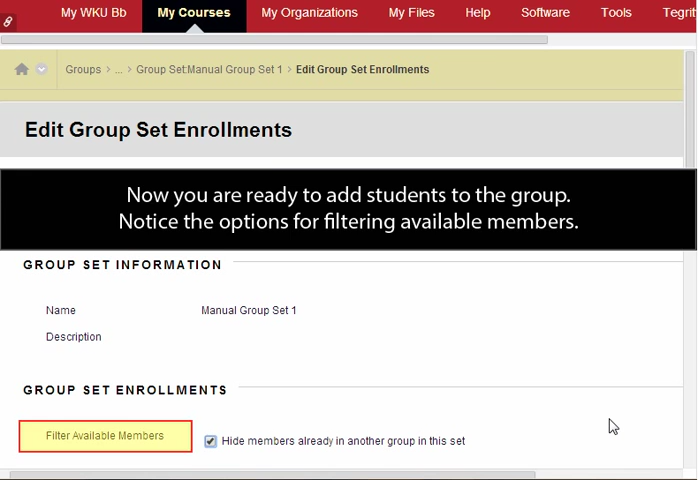 My WKU Bb My Courses My Organizations My Files Help Software Tools Tegrit
Groups > ... > Group Set:Manual Group Set 1 > Edit Group Set Enrollments
Edit Group Set Enrollments
Now you are ready to add students to the group.
Notice the options for filtering available members.
GROUP SET INFORMATION
Name Manual Group Set 1
Description
GROUP SET ENROLLMENTS
Filter Available Members Hide members already in another group in this set